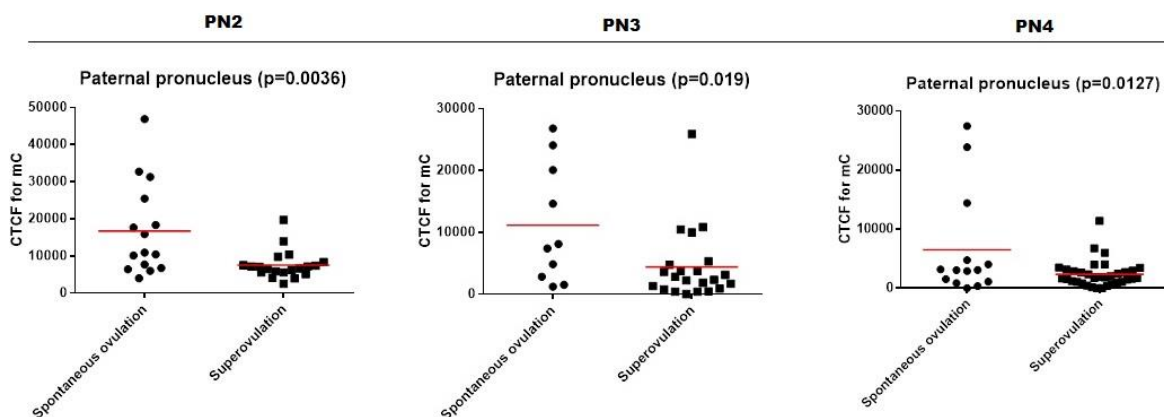 PN2
PN3
PN4
Paternal pronucleus (p=0.0036)
Paternal pronucleus (p=0.019)
Paternal pronucleus (p=0.0127)
CTCF for mC
50000
40000
30000
20000
10000
0
Spontaneous ovulation
Superovulation
CTCF for mC
30000
20000
10000
0
Spontaneous ovulation
Superovulation
CTCF for mC
30000
20000
10000
0
Spontaneous ovulation
Superovulation